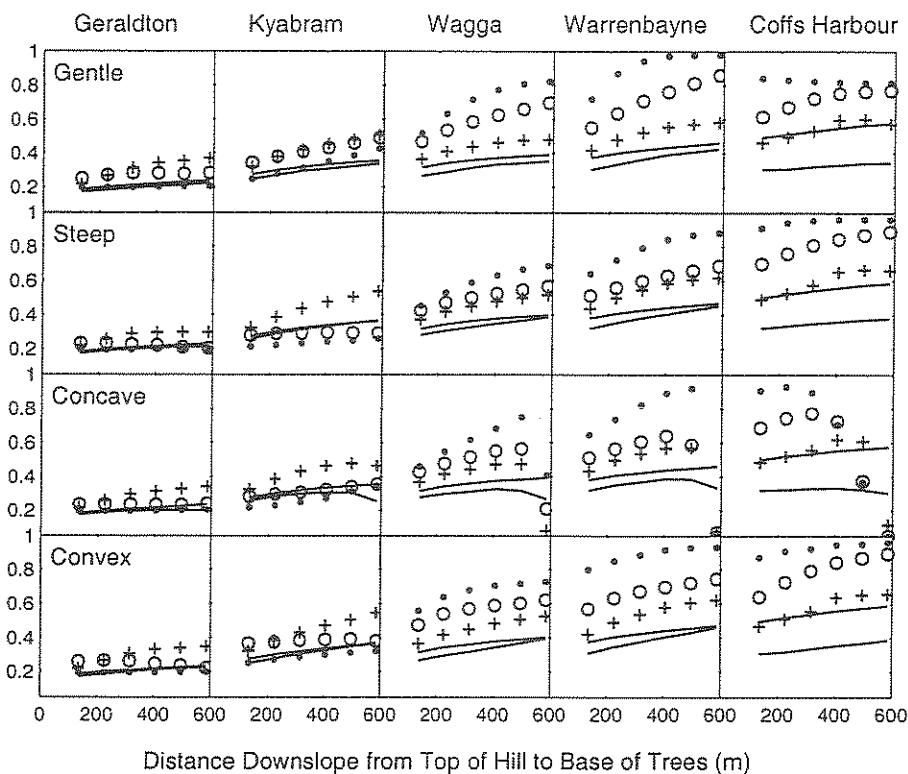 Geraldton Kyabram Wagga Warrenbayne Coffs Harbour
1
Gentle
0.8
0.6
0.4
0.2
1
Steep
0.8
0.6
0.4
0.2
1
Concave
0.8
0.6
0.4
0.2
1
Convex
0.8
0.6
0.4
0.2
0 200 400 600 200 400 600 200 400 600 200 400 600 200 400 600
Distance Downslope from Top of Hill to Base of Trees (m)